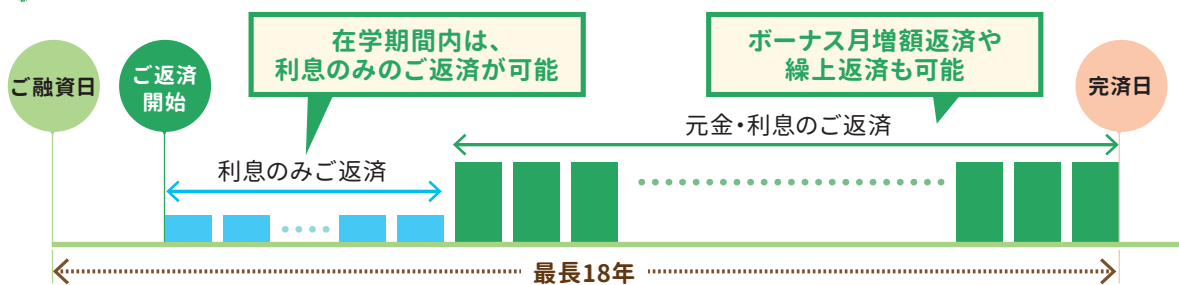 在学期間内は、
利息のみのご返済が可能
ボーナス月増額返済や
繰上返済も可能
ご融資日
ご返済
開始
完済日
元金・利息のご返済
利息のみご返済
最長18年